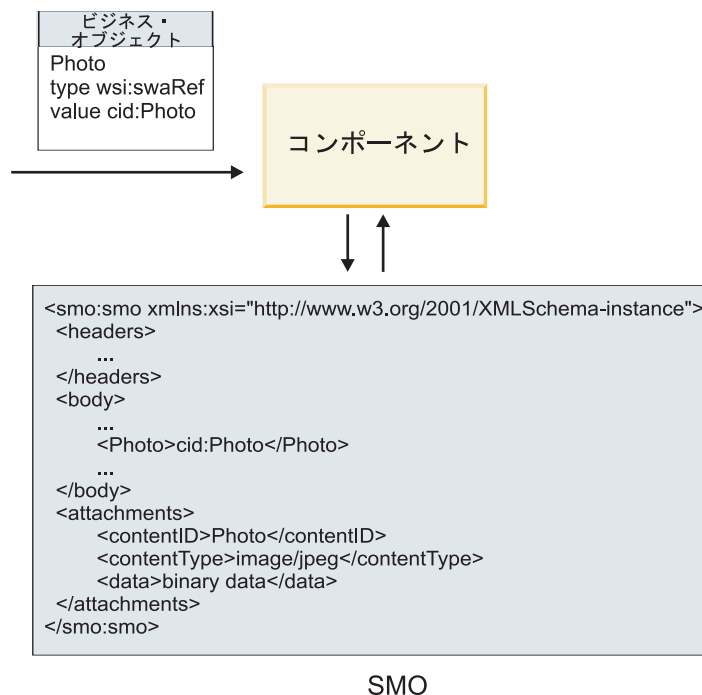 ビジネス・
オブジェクト
Photo
type wsi:swaRef
value cid:Photo
コンポーネント
<smo:smo xmlns:xsi="http://www.w3.org/2001/XMLSchema-instance">
<headers>
...
</headers>
<body>
...
<Photo>cid:Photo</Photo>
...
</body>
<attachments>
<contentID>Photo</contentID>
<contentType>image/jpeg</contentType>
<data>binary data</data>
</attachments>
</smo:smo>
SMO